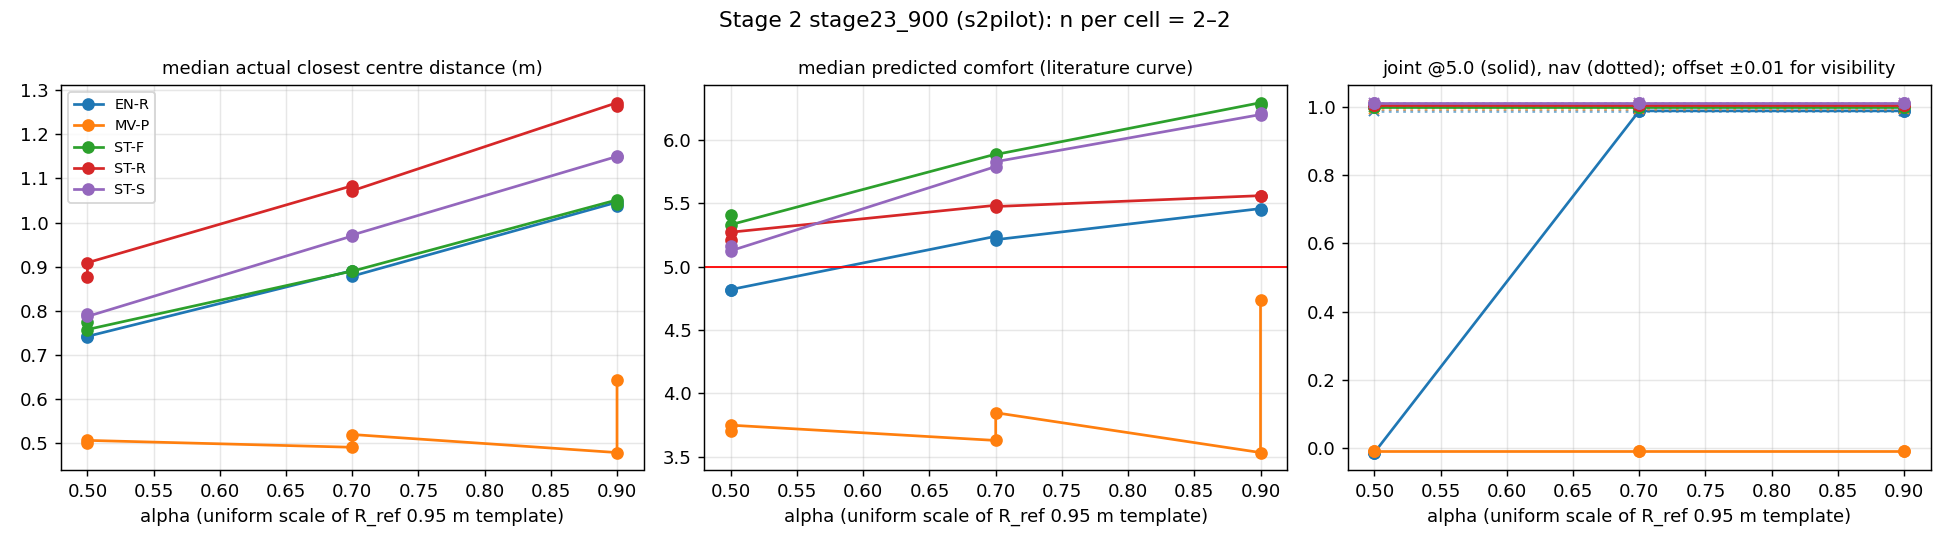 Stage 2 stage23_900 (s2pilot): n per cell = 2–2
median actual closest centre distance (m)
1.3
1.2
1.1
1.0
0.9
0.8
0.7
0.6
0.5
EN-R
MV-P
ST-F
ST-R
ST-S
0.50 0.55 0.60 0.65 0.70 0.75 0.80 0.85 0.90
alpha (uniform scale of R_ref 0.95 m template)
median predicted comfort (literature curve)
6.0
5.5
5.0
4.5
4.0
3.5
0.50 0.55 0.60 0.65 0.70 0.75 0.80 0.85 0.90
alpha (uniform scale of R_ref 0.95 m template)
joint @5.0 (solid), nav (dotted); offset ±0.01 for visibility
1.0
0.8
0.6
0.4
0.2
0.0
0.50 0.55 0.60 0.65 0.70 0.75 0.80 0.85 0.90
alpha (uniform scale of R_ref 0.95 m template)